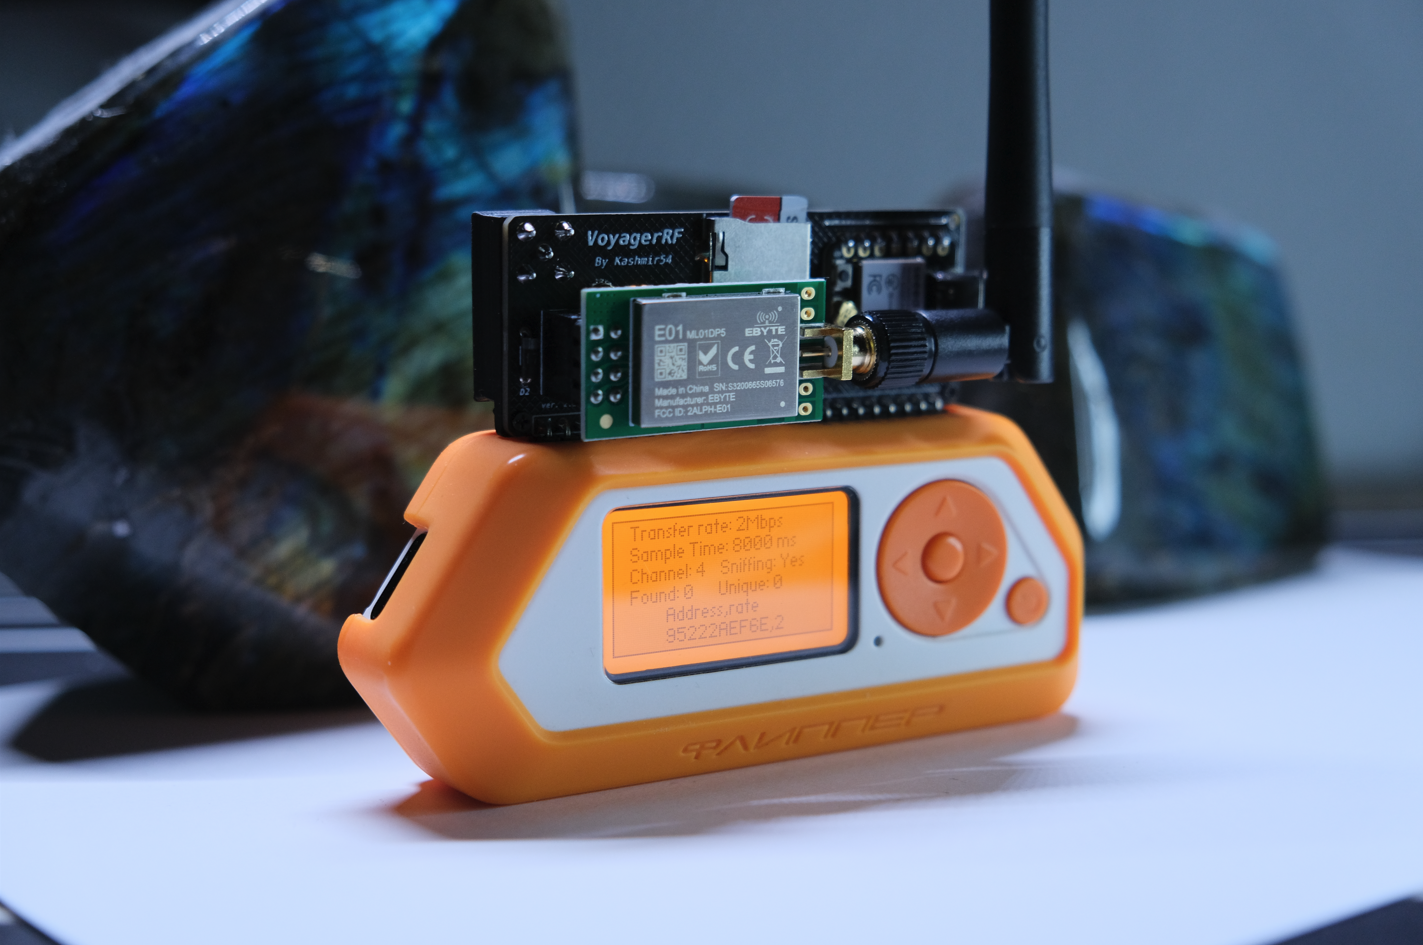 VoyagerRF
By Kashmir54
E01 ML01DP5
EBYTE
RoHS
CE
Made in China SN:S320066SS06576
Manufacturer: EBYTE
FCC ID: 2ALPH-E01
Transfer rate: 2Mbps
Sample Time: 8000 ms
Channel: 4 Sniffing: Yes
Found: 0 Unique: 0
Address,rate
95222AEF6E,2
ФЛИППЕР